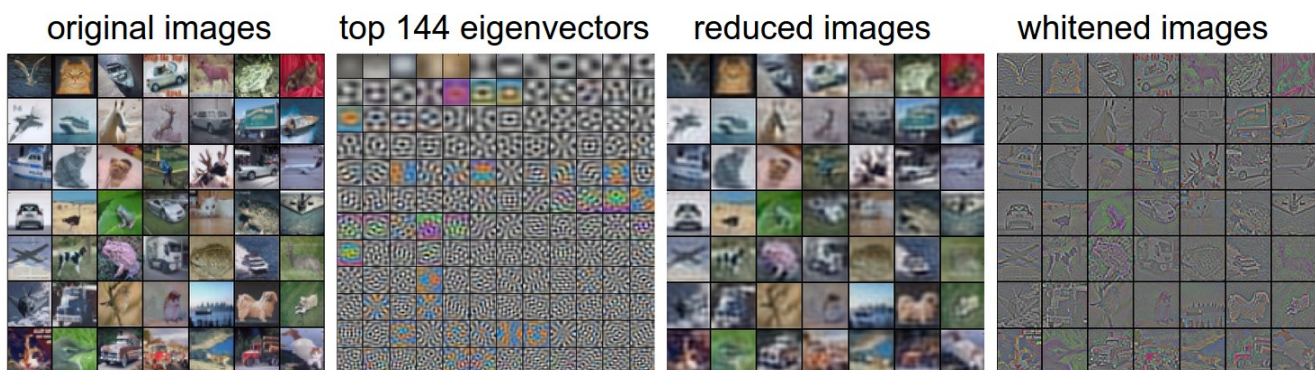 original images
top 144 eigenvectors
reduced images
whitened images